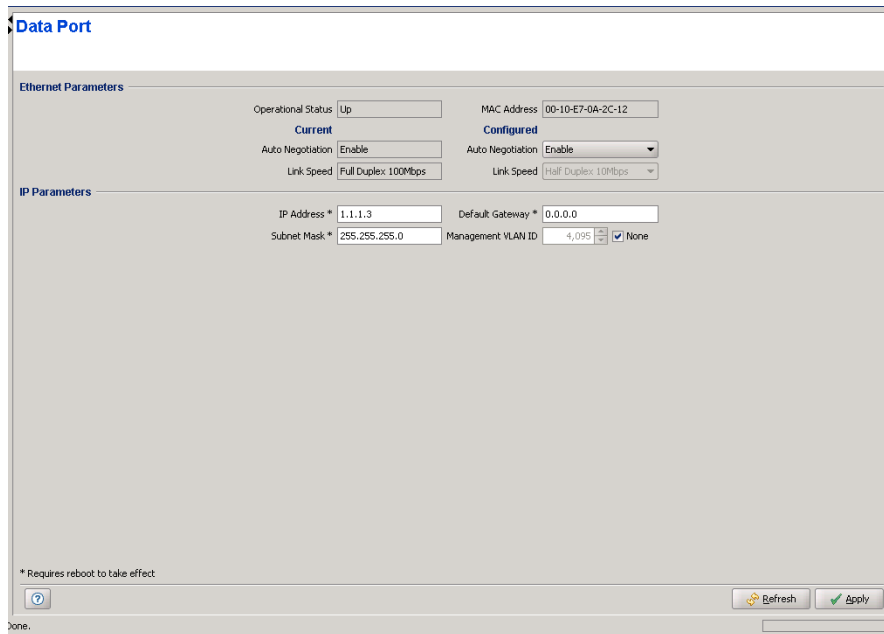 Data Port
Ethernet Parameters
Operational Status Up MAC Address 00-10-E7-0A-2C-12
Current Configured
Auto Negotiation Enable Auto Negotiation Enable
Link Speed Full Duplex 100Mbps Link Speed Half Duplex 10Mbps
IP Parameters
IP Address * 1.1.1.3 Default Gateway * 0.0.0.0
Subnet Mask * 255.255.255.0 Management VLAN ID 4,095 None
* Requires reboot to take effect
? Refresh Apply
Done.